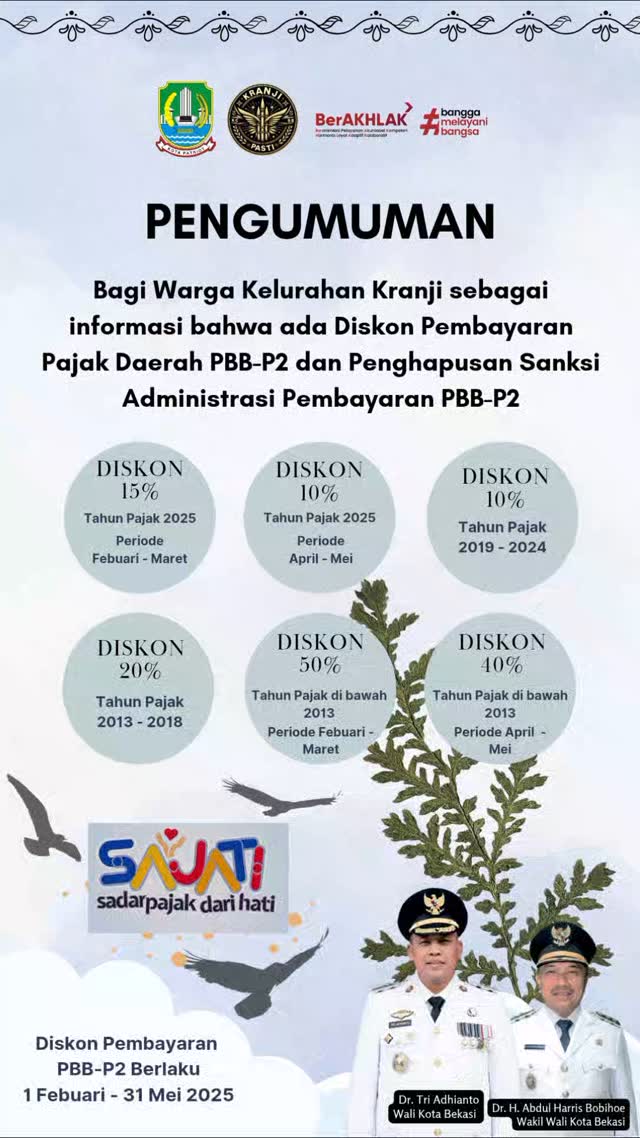 KOTA PATRIOT
KRANJI
PASTI
BerAKHLAK
#bangga
melayani
bangsa
PENGUMUMAN
Bagi Warga Kelurahan Kranji sebagai
informasi bahwa ada Diskon Pembayaran
Pajak Daerah PBB-P2 dan Penghapusan Sanksi
Administrasi Pembayaran PBB-P2
DISKON
15%
Tahun Pajak 2025
Periode
Febuari - Maret
DISKON
10%
Tahun Pajak 2025
Periode
April - Mei
DISKON
10%
Tahun Pajak
2019 - 2024
DISKON
20%
Tahun Pajak
2013 - 2018
DISKON
50%
Tahun Pajak di bawah
2013
Periode Febuari -
Maret
DISKON
40%
Tahun Pajak di bawah
2013
Periode April -
Mei
SAJATI
sadarpajak dari hati
Diskon Pembayaran
PBB-P2 Berlaku
1 Febuari - 31 Mei 2025
Dr. Tri Adhianto
Wali Kota Bekasi
Dr. H. Abdul Harris Bobihoe
Wakil Wali Kota Bekasi